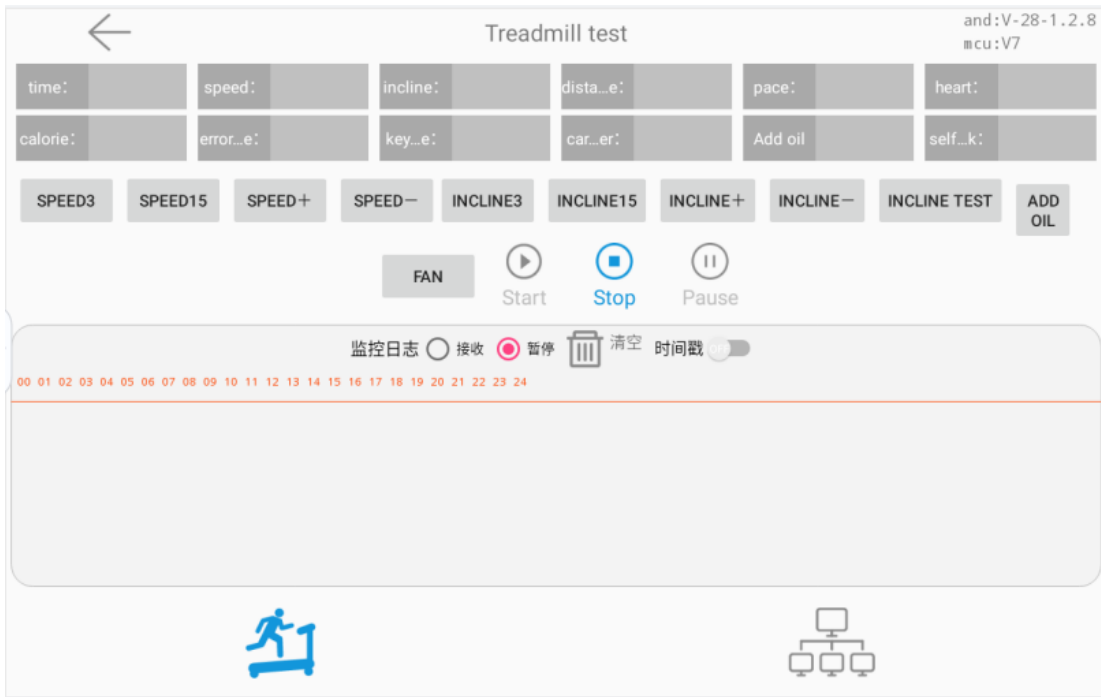 Treadmill test
and:V-28-1.2.8
mcu:V7
time: speed: incline: dista...e: pace: heart:
calorie: error...e: key...e: car...er: Add oil self...k:
SPEED3 SPEED15 SPEED+ SPEED- INCLINE3 INCLINE15 INCLINE+ INCLINE- INCLINE TEST ADD OIL
FAN Start Stop Pause
监控日志 接收 暂停 清空 时间戳 OFF
00 01 02 03 04 05 06 07 08 09 10 11 12 13 14 15 16 17 18 19 20 21 22 23 24